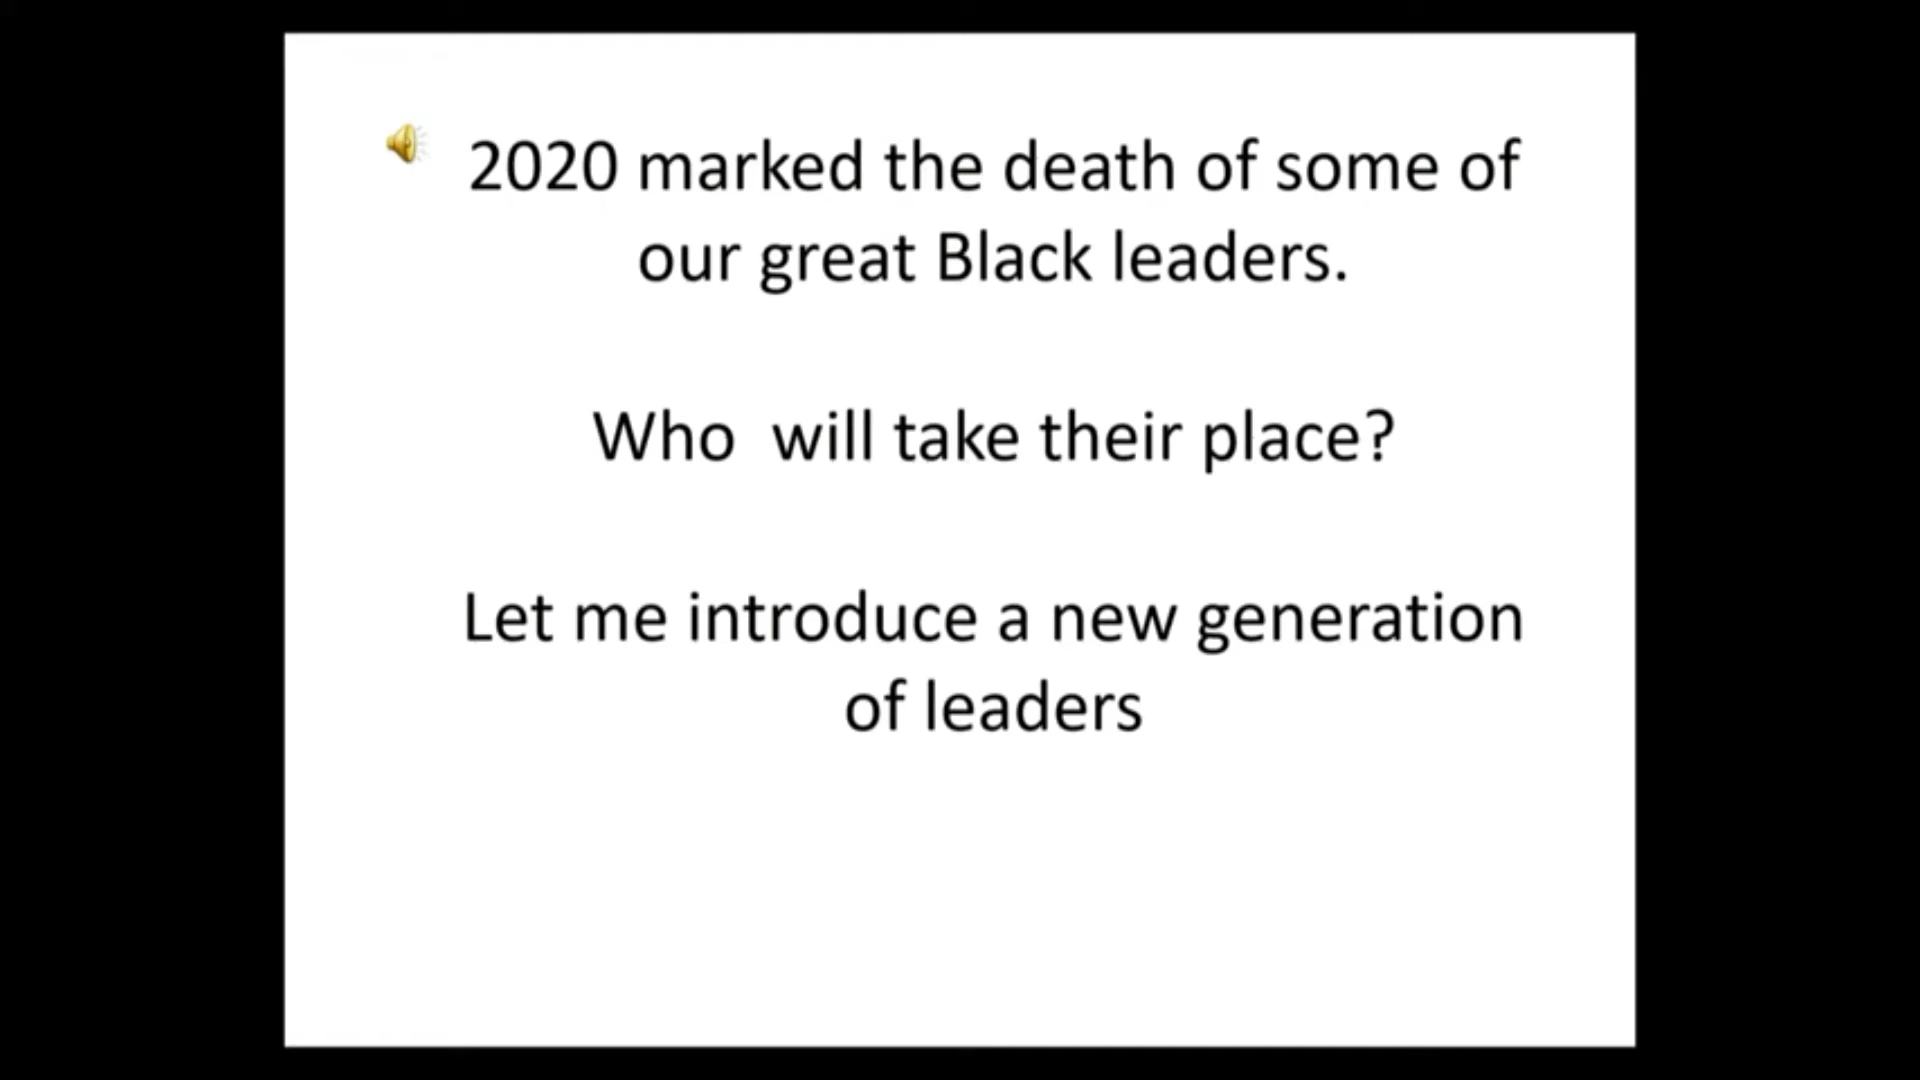 2020 marked the death of some of
our great Black leaders.
Who  will take their place?
Let me introduce a new generation
of leaders